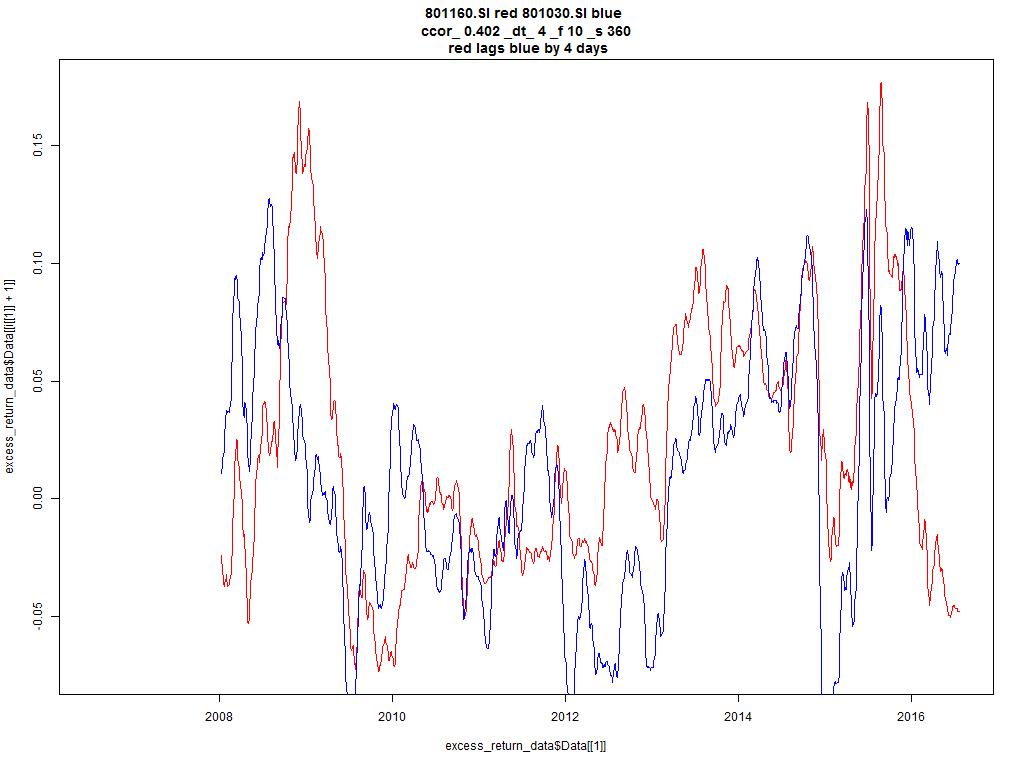 801160.SI red 801030.SI blue
ccor_ 0.402 _dt_ 4 _f 10 _s 360
red lags blue by 4 days
excess_return_data$Data[[i[[1]] + 1]]
0.15
0.10
0.05
0.00
-0.05
2008 2010 2012 2014 2016
excess_return_data$Data[[1]]